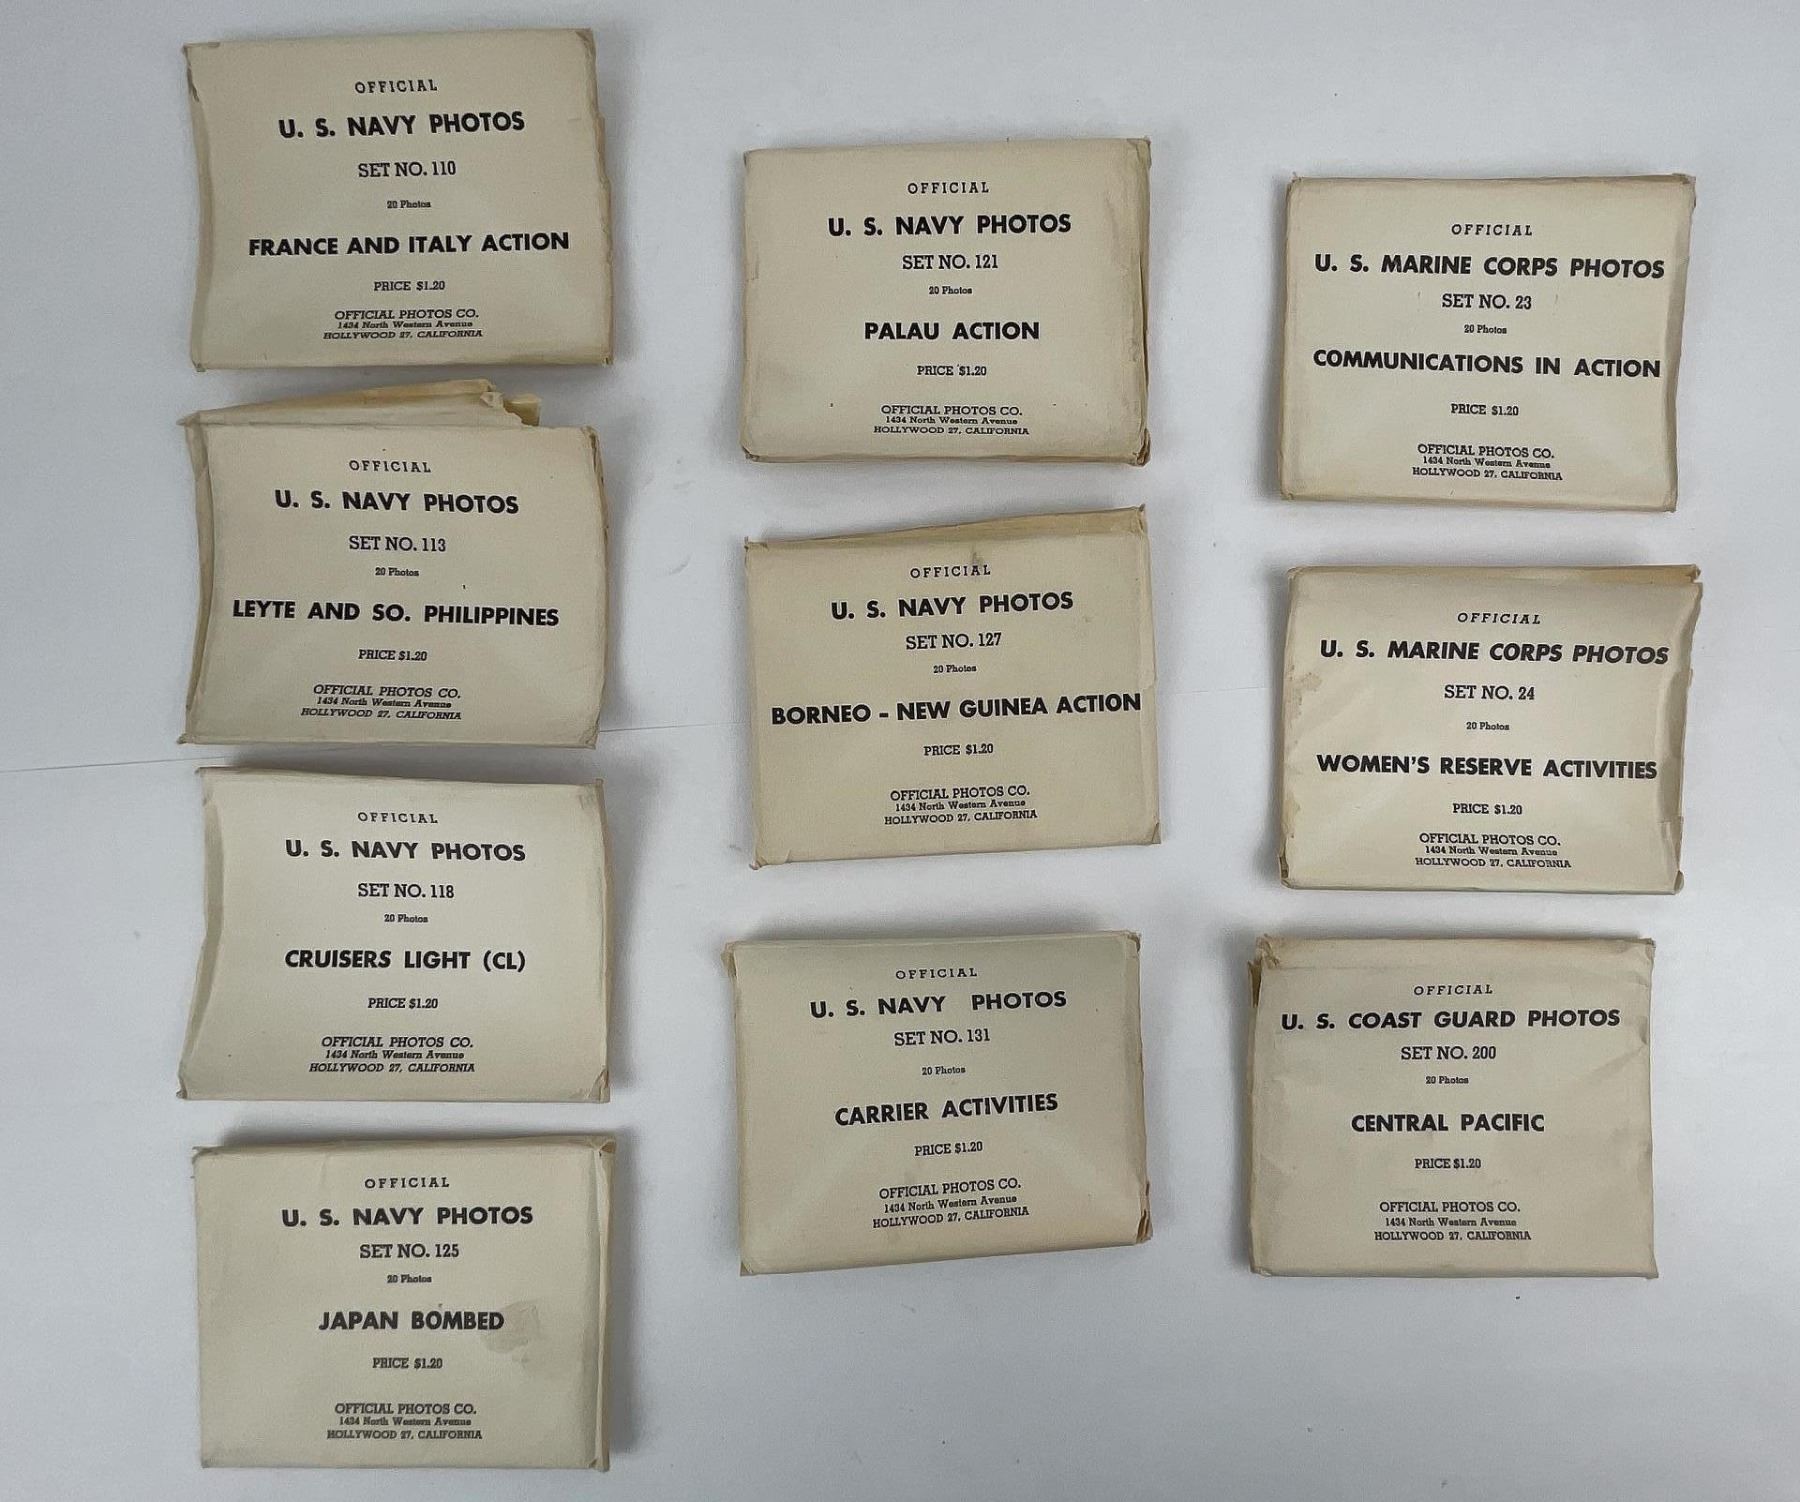 OFFICIAL
U. S. NAVY PHOTOS
SET NO. 110
20 Photos
FRANCE AND ITALY ACTION
PRICE $1.20
OFFICIAL PHOTOS CO.
1434 North Western Avenue
HOLLYWOOD 27, CALIFORNIA
OFFICIAL
U. S. NAVY PHOTOS
SET NO. 113
20 Photos
LEYTE AND SO. PHILIPPINES
PRICE $1.20
OFFICIAL PHOTOS CO.
1434 North Western Avenue
HOLLYWOOD 27, CALIFORNIA
OFFICIAL
U. S. NAVY PHOTOS
SET NO. 118
20 Photos
CRUISERS LIGHT (CL)
PRICE $1.20
OFFICIAL PHOTOS CO.
1434 North Western Avenue
HOLLYWOOD 27, CALIFORNIA
OFFICIAL
U. S. NAVY PHOTOS
SET NO. 125
20 Photos
JAPAN BOMBED
PRICE $1.20
OFFICIAL PHOTOS CO.
1434 North Western Avenue
HOLLYWOOD 27, CALIFORNIA
OFFICIAL
U. S. NAVY PHOTOS
SET NO. 121
20 Photos
PALAU ACTION
PRICE $1.20
OFFICIAL PHOTOS CO.
1434 North Western Avenue
HOLLYWOOD 27, CALIFORNIA
OFFICIAL
U. S. NAVY PHOTOS
SET NO. 127
20 Photos
BORNEO - NEW GUINEA ACTION
PRICE $1.20
OFFICIAL PHOTOS CO.
1434 North Western Avenue
HOLLYWOOD 27, CALIFORNIA
OFFICIAL
U. S. NAVY PHOTOS
SET NO. 131
20 Photos
CARRIER ACTIVITIES
PRICE $1.20
OFFICIAL PHOTOS CO.
1434 North Western Avenue
HOLLYWOOD 27, CALIFORNIA
OFFICIAL
U. S. MARINE CORPS PHOTOS
SET NO. 23
20 Photos
COMMUNICATIONS IN ACTION
PRICE $1.20
OFFICIAL PHOTOS CO.
1434 North Western Avenue
HOLLYWOOD 27, CALIFORNIA
OFFICIAL
U. S. MARINE CORPS PHOTOS
SET NO. 24
20 Photos
WOMEN'S RESERVE ACTIVITIES
PRICE $1.20
OFFICIAL PHOTOS CO.
1434 North Western Avenue
HOLLYWOOD 27, CALIFORNIA
OFFICIAL
U. S. COAST GUARD PHOTOS
SET NO. 200
20 Photos
CENTRAL PACIFIC
PRICE $1.20
OFFICIAL PHOTOS CO.
1434 North Western Avenue
HOLLYWOOD 27, CALIFORNIA